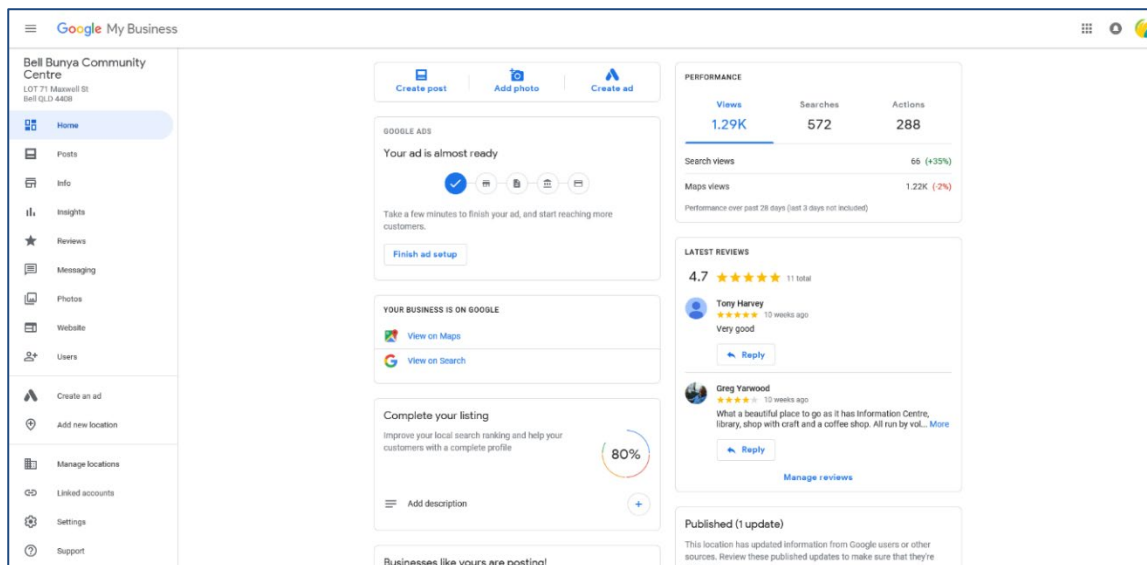 Google My Business
Bell Bunya Community
Centre
LOT 71 Maxwell St
Bell QLD 4408
Home
Posts
Info
Insights
Reviews
Messaging
Photos
Website
Users
Create an ad
Add new location
Manage locations
Linked accounts
Settings
Support
Create post
Add photo
Create ad
GOOGLE ADS
Your ad is almost ready
Take a few minutes to finish your ad, and start reaching more
customers.
Finish ad setup
YOUR BUSINESS IS ON GOOGLE
View on Maps
View on Search
Complete your listing
Improve your local search ranking and help your
customers with a complete profile
80%
Add description
Businesses like yours are posting!
PERFORMANCE
Views Searches Actions
1.29K 572 288
Search views 66 (+35%)
Maps views 1.22K (-2%)
Performance over past 28 days (last 3 days not included)
LATEST REVIEWS
4.7 11 total
Tony Harvey
10 weeks ago
Very good
Reply
Greg Yarwood
10 weeks ago
What a beautiful place to go as it has Information Centre,
library, shop with craft and a coffee shop. All run by vol... More
Reply
Manage reviews
Published (1 update)
This location has updated information from Google users or other
sources. Review these published updates to make sure that they're